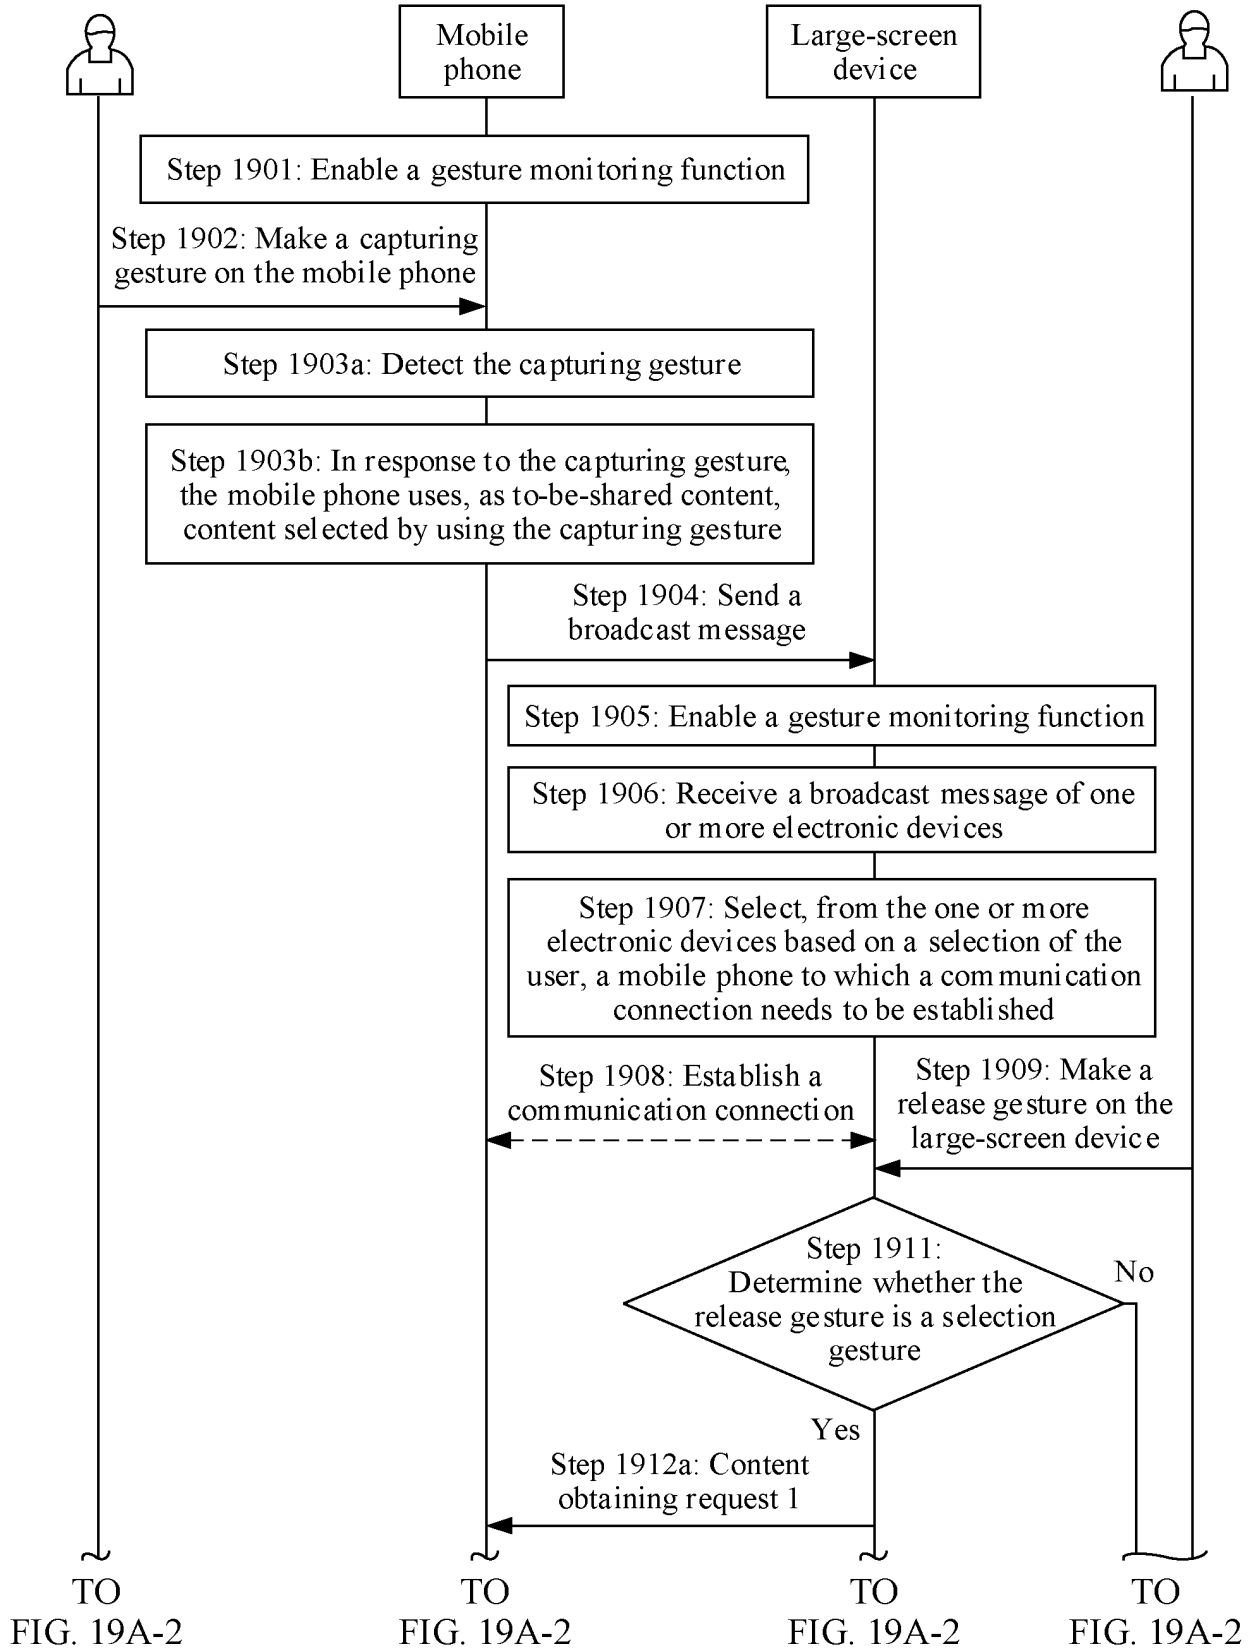 Mobile
phone
Large-screen
device
Step 1901: Enable a gesture monitoring function
Step 1902: Make a capturing
gesture on the mobile phone
Step 1903a: Detect the capturing gesture
Step 1903b: In response to the capturing gesture,
the mobile phone uses, as to-be-shared content,
content selected by using the capturing gesture
Step 1904: Send a
broadcast message
Step 1905: Enable a gesture monitoring function
Step 1906: Receive a broadcast message of one
or more electronic devices
Step 1907: Select, from the one or more
electronic devices based on a selection of the
user, a mobile phone to which a communication
connection needs to be established
Step 1908: Establish a
communication connection
Step 1909: Make a
release gesture on the
large-screen device
Step 1911:
Determine whether the
release gesture is a selection
gesture
No
Yes
Step 1912a: Content
obtaining request 1
TO
FIG. 19A-2
TO
FIG. 19A-2
TO
FIG. 19A-2
TO
FIG. 19A-2